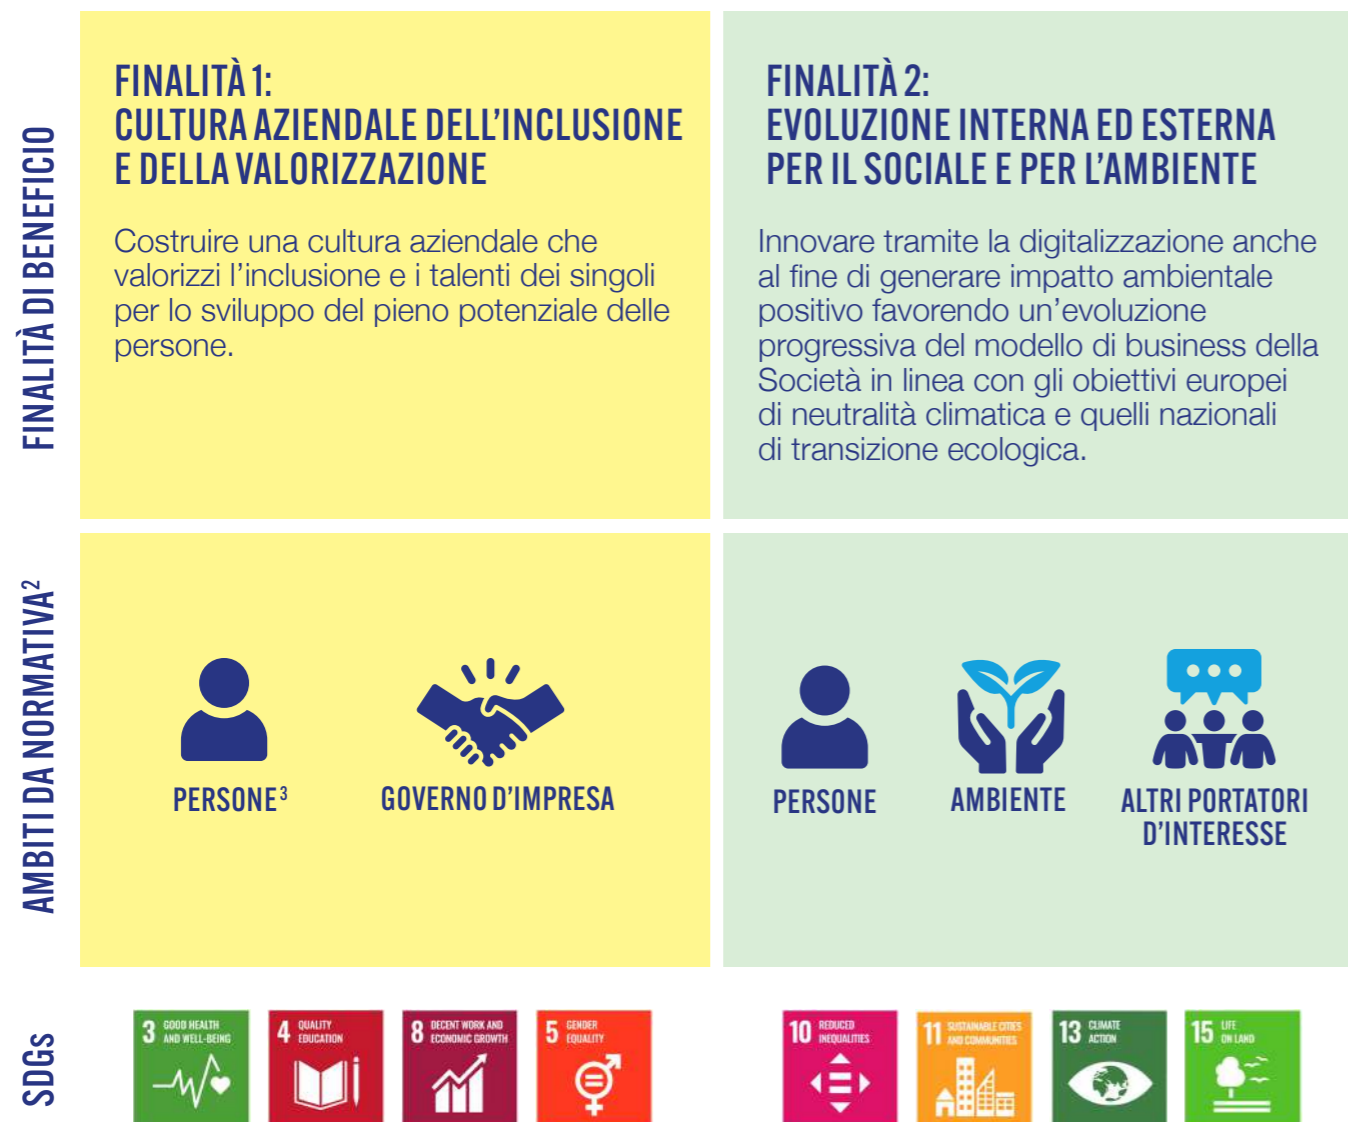 FINALITÀ DI BENEFICIO
FINALITÀ 1:
CULTURA AZIENDALE DELL'INCLUSIONE
E DELLA VALORIZZAZIONE
Costruire una cultura aziendale che
valorizzi l'inclusione e i talenti dei singoli
per lo sviluppo del pieno potenziale delle
persone.
FINALITÀ 2:
EVOLUZIONE INTERNA ED ESTERNA
PER IL SOCIALE E PER L'AMBIENTE
Innovare tramite la digitalizzazione anche
al fine di generare impatto ambientale
positivo favorendo un'evoluzione
progressiva del modello di business della
Società in linea con gli obiettivi europei
di neutralità climatica e quelli nazionali
di transizione ecologica.
AMBITI DA NORMATIVA²
PERSONE³
GOVERNO D'IMPRESA
PERSONE
AMBIENTE
ALTRI PORTATORI
D'INTERESSE
SDGs
3 GOOD HEALTH
AND WELL-BEING
4 QUALITY
EDUCATION
8 DECENT WORK AND
ECONOMIC GROWTH
5 GENDER
EQUALITY
10 REDUCED
INEQUALITIES
11 SUSTAINABLE CITIES
AND COMMUNITIES
13 CLIMATE
ACTION
15 LIFE
ON LAND